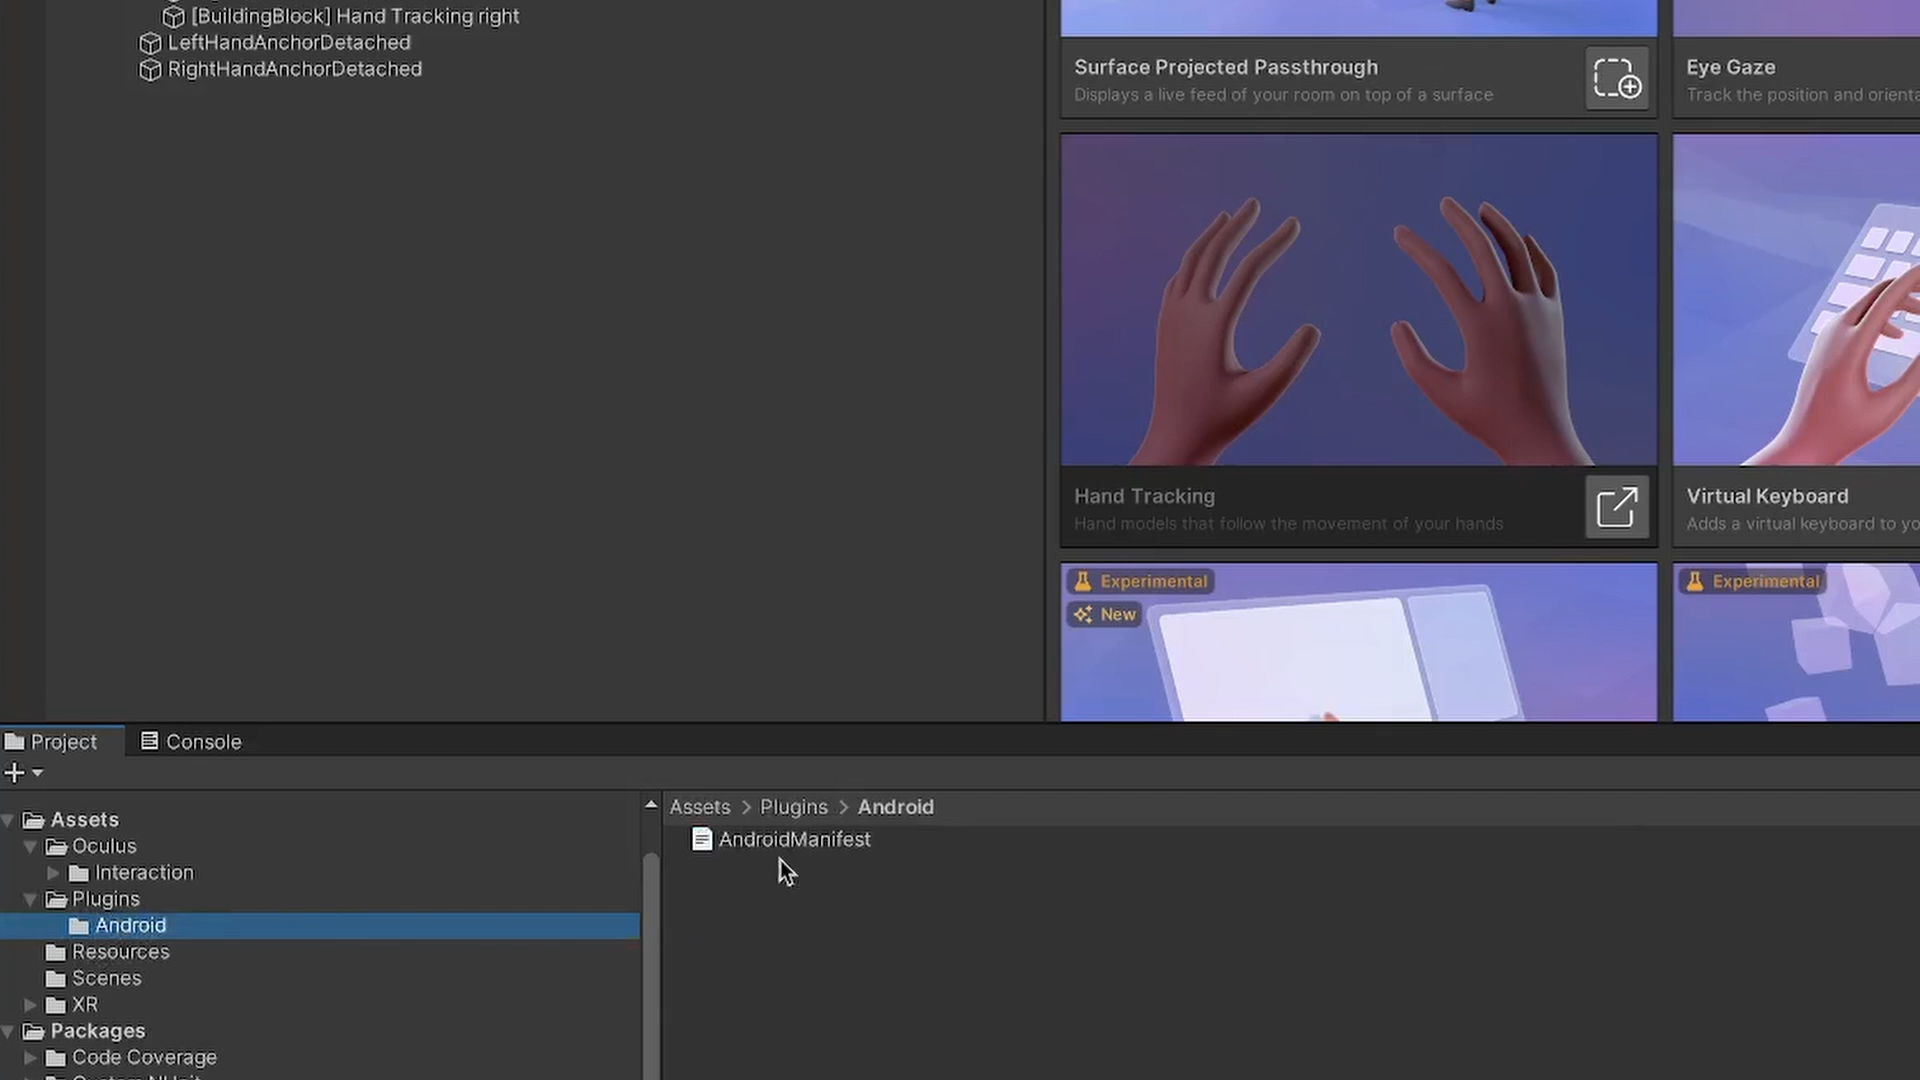 [BuildingBlock] Hand Tracking right
LeftHandAnchorDetached
RightHandAnchorDetached
Surface Projected Passthrough
Displays a live feed of your room on top of a surface
Eye Gaze
Track the position and
Hand Tracking
Hand models that follow the movement of your hands
Virtual Keyboard
Adds a virtual keyboard to
Experimental
New
Experimental
Project
Console
Assets
Oculus
Interaction
Plugins
Android
Resources
Scenes
XR
Packages
Code Coverage
Assets > Plugins > Android
AndroidManifest